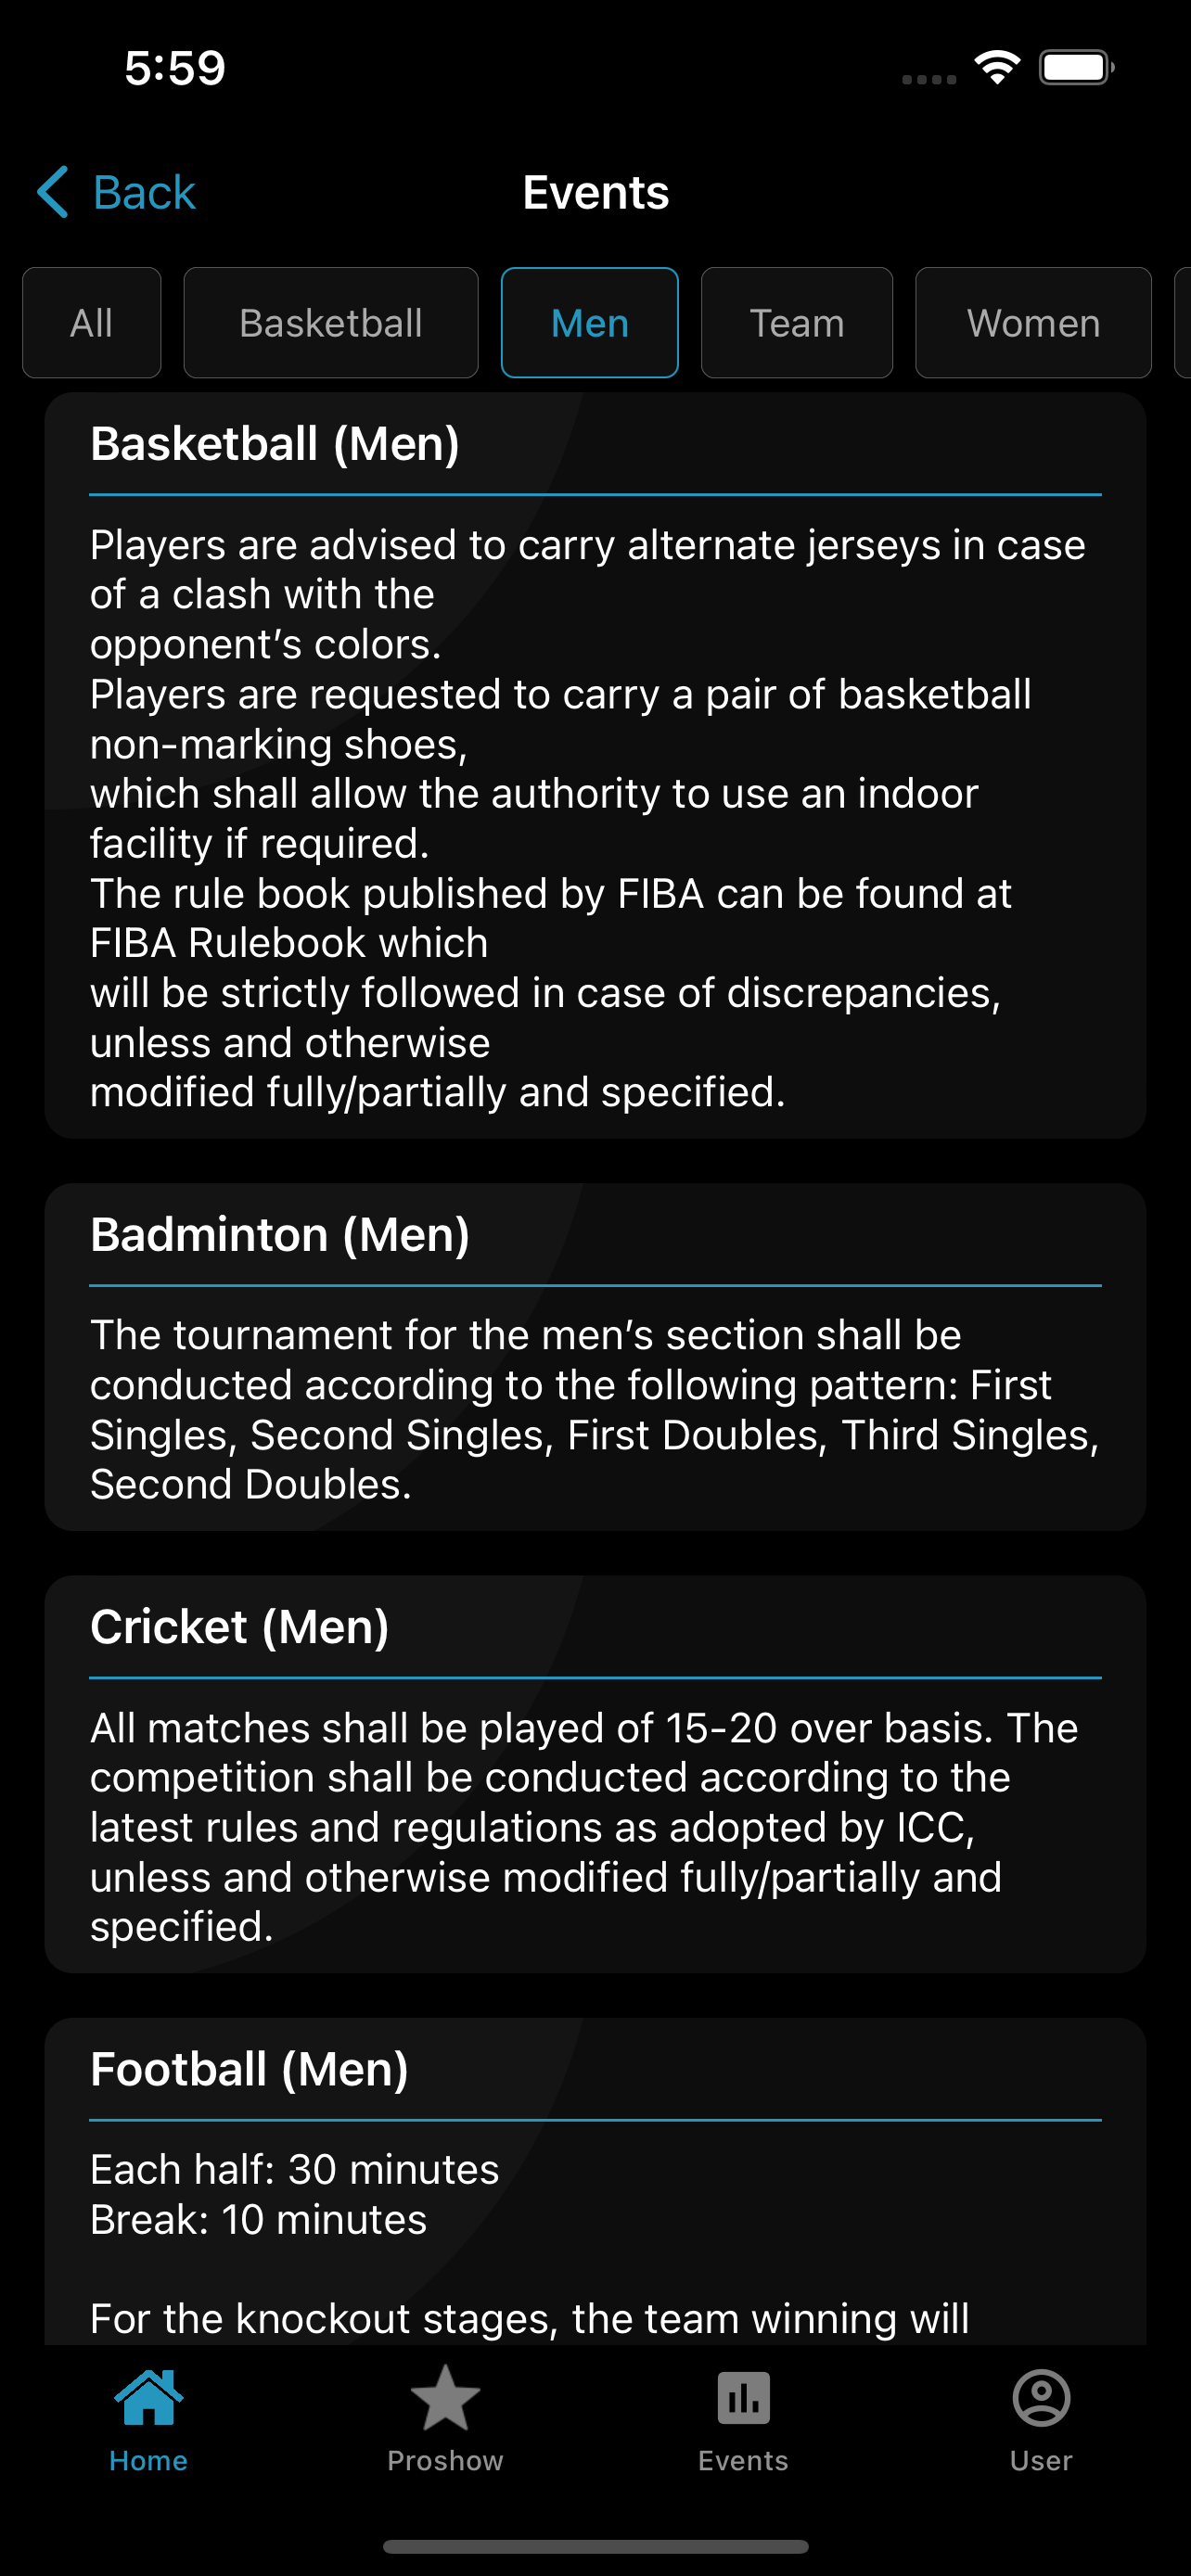 5:59
Back
Events
All
Basketball
Men
Team
Women
Basketball (Men)
Players are advised to carry alternate jerseys in case
of a clash with the
opponent’s colors.
Players are requested to carry a pair of basketball
non-marking shoes,
which shall allow the authority to use an indoor
facility if required.
The rule book published by FIBA can be found at
FIBA Rulebook which
will be strictly followed in case of discrepancies,
unless and otherwise
modified fully/partially and specified.
Badminton (Men)
The tournament for the men’s section shall be
conducted according to the following pattern: First
Singles, Second Singles, First Doubles, Third Singles,
Second Doubles.
Cricket (Men)
All matches shall be played of 15-20 over basis. The
competition shall be conducted according to the
latest rules and regulations as adopted by ICC,
unless and otherwise modified fully/partially and
specified.
Football (Men)
Each half: 30 minutes
Break: 10 minutes
For the knockout stages, the team winning will
Home
Proshow
Events
User